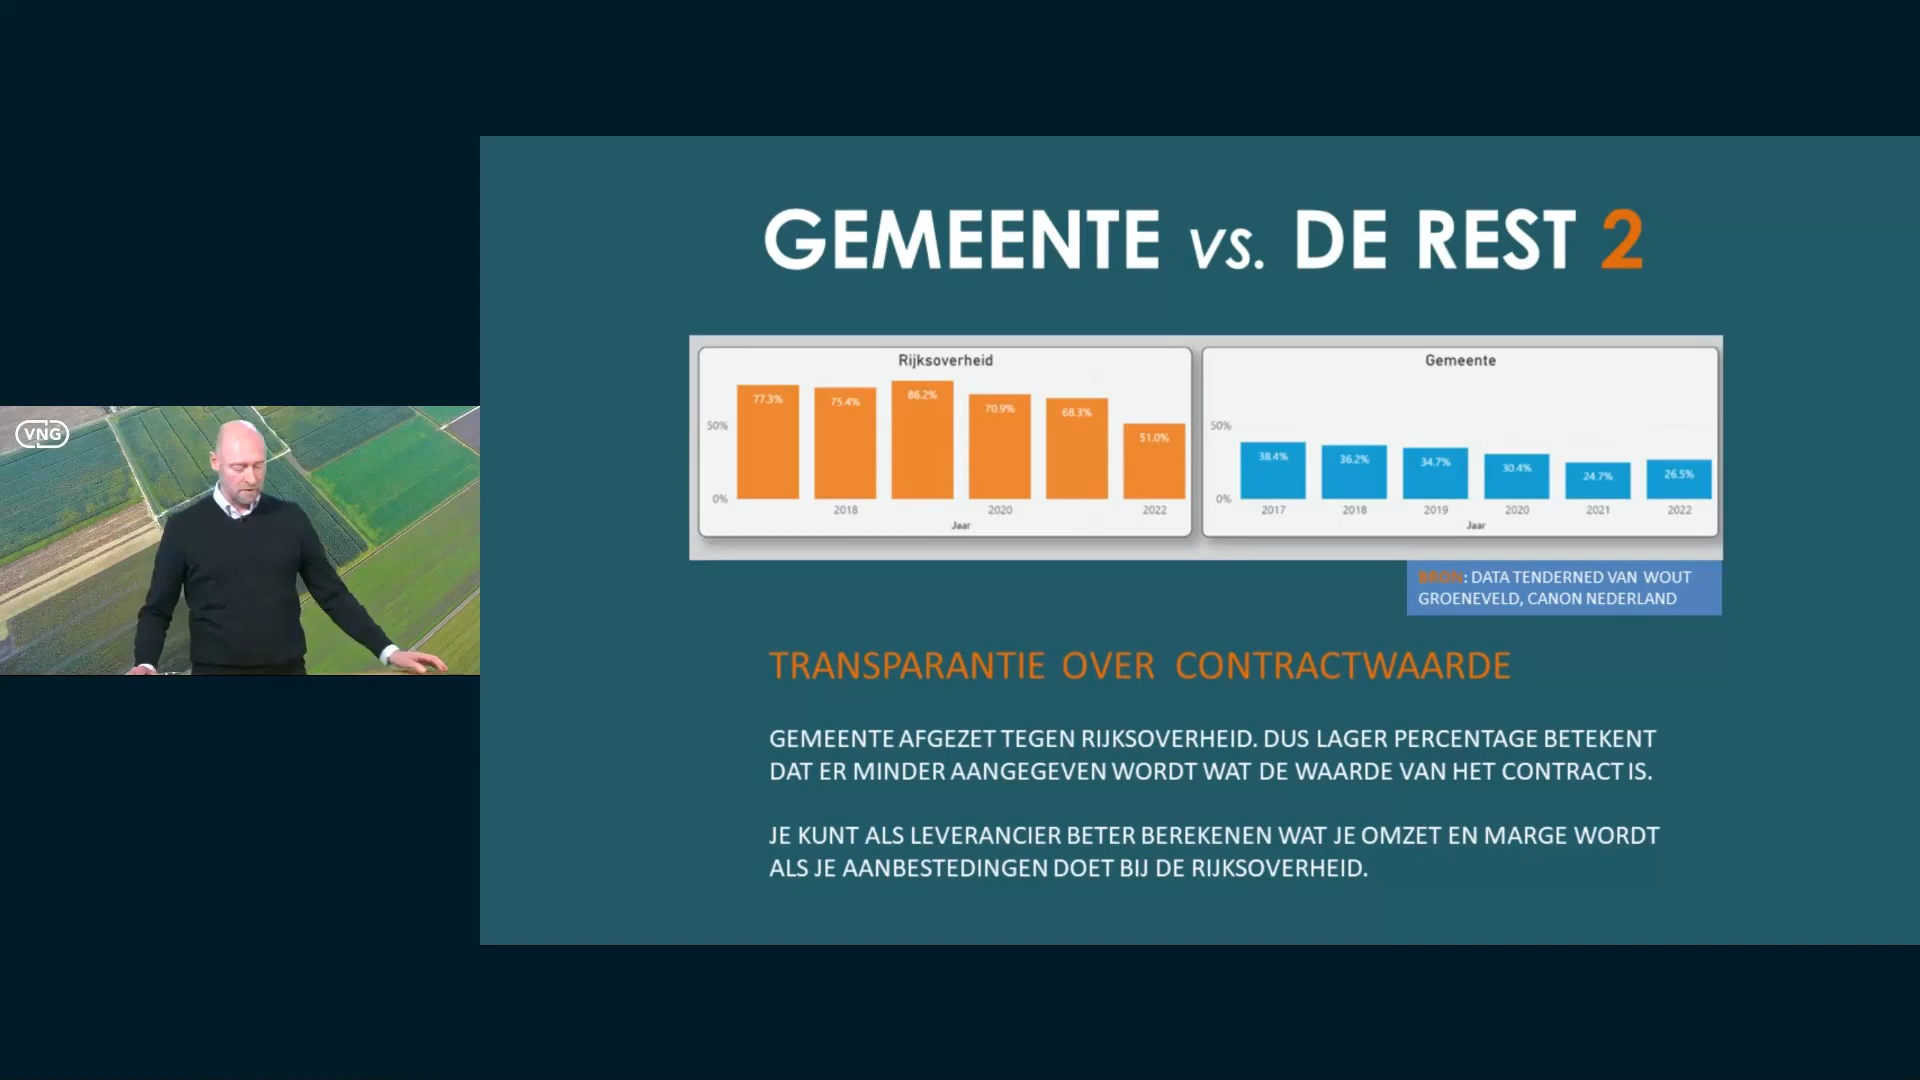 VNG
GEMEENTE vs. DE REST 2
Rijksoverheid
77.3%
75.4%
86.2%
70.9%
68.3%
51.0%
50%
0%
2018
2020
2022
Jaar
Gemeente
50%
38.4%
36.2%
34.7%
30.4%
24.7%
26.5%
0%
2017
2018
2019
2020
2021
2022
Jaar
BRON: DATA TENDERNED VAN WOUT
GROENEVELD, CANON NEDERLAND
TRANSPARANTIE OVER CONTRACTWAARDE
GEMEENTE AFGEZET TEGEN RIJKSOVERHEID. DUS LAGER PERCENTAGE BETEKENT
DAT ER MINDER AANGEGEVEN WORDT WAT DE WAARDE VAN HET CONTRACT IS.
JE KUNT ALS LEVERANCIER BETER BEREKENEN WAT JE OMZET EN MARGE WORDT
ALS JE AANBESTEDINGEN DOET BIJ DE RIJKSOVERHEID.